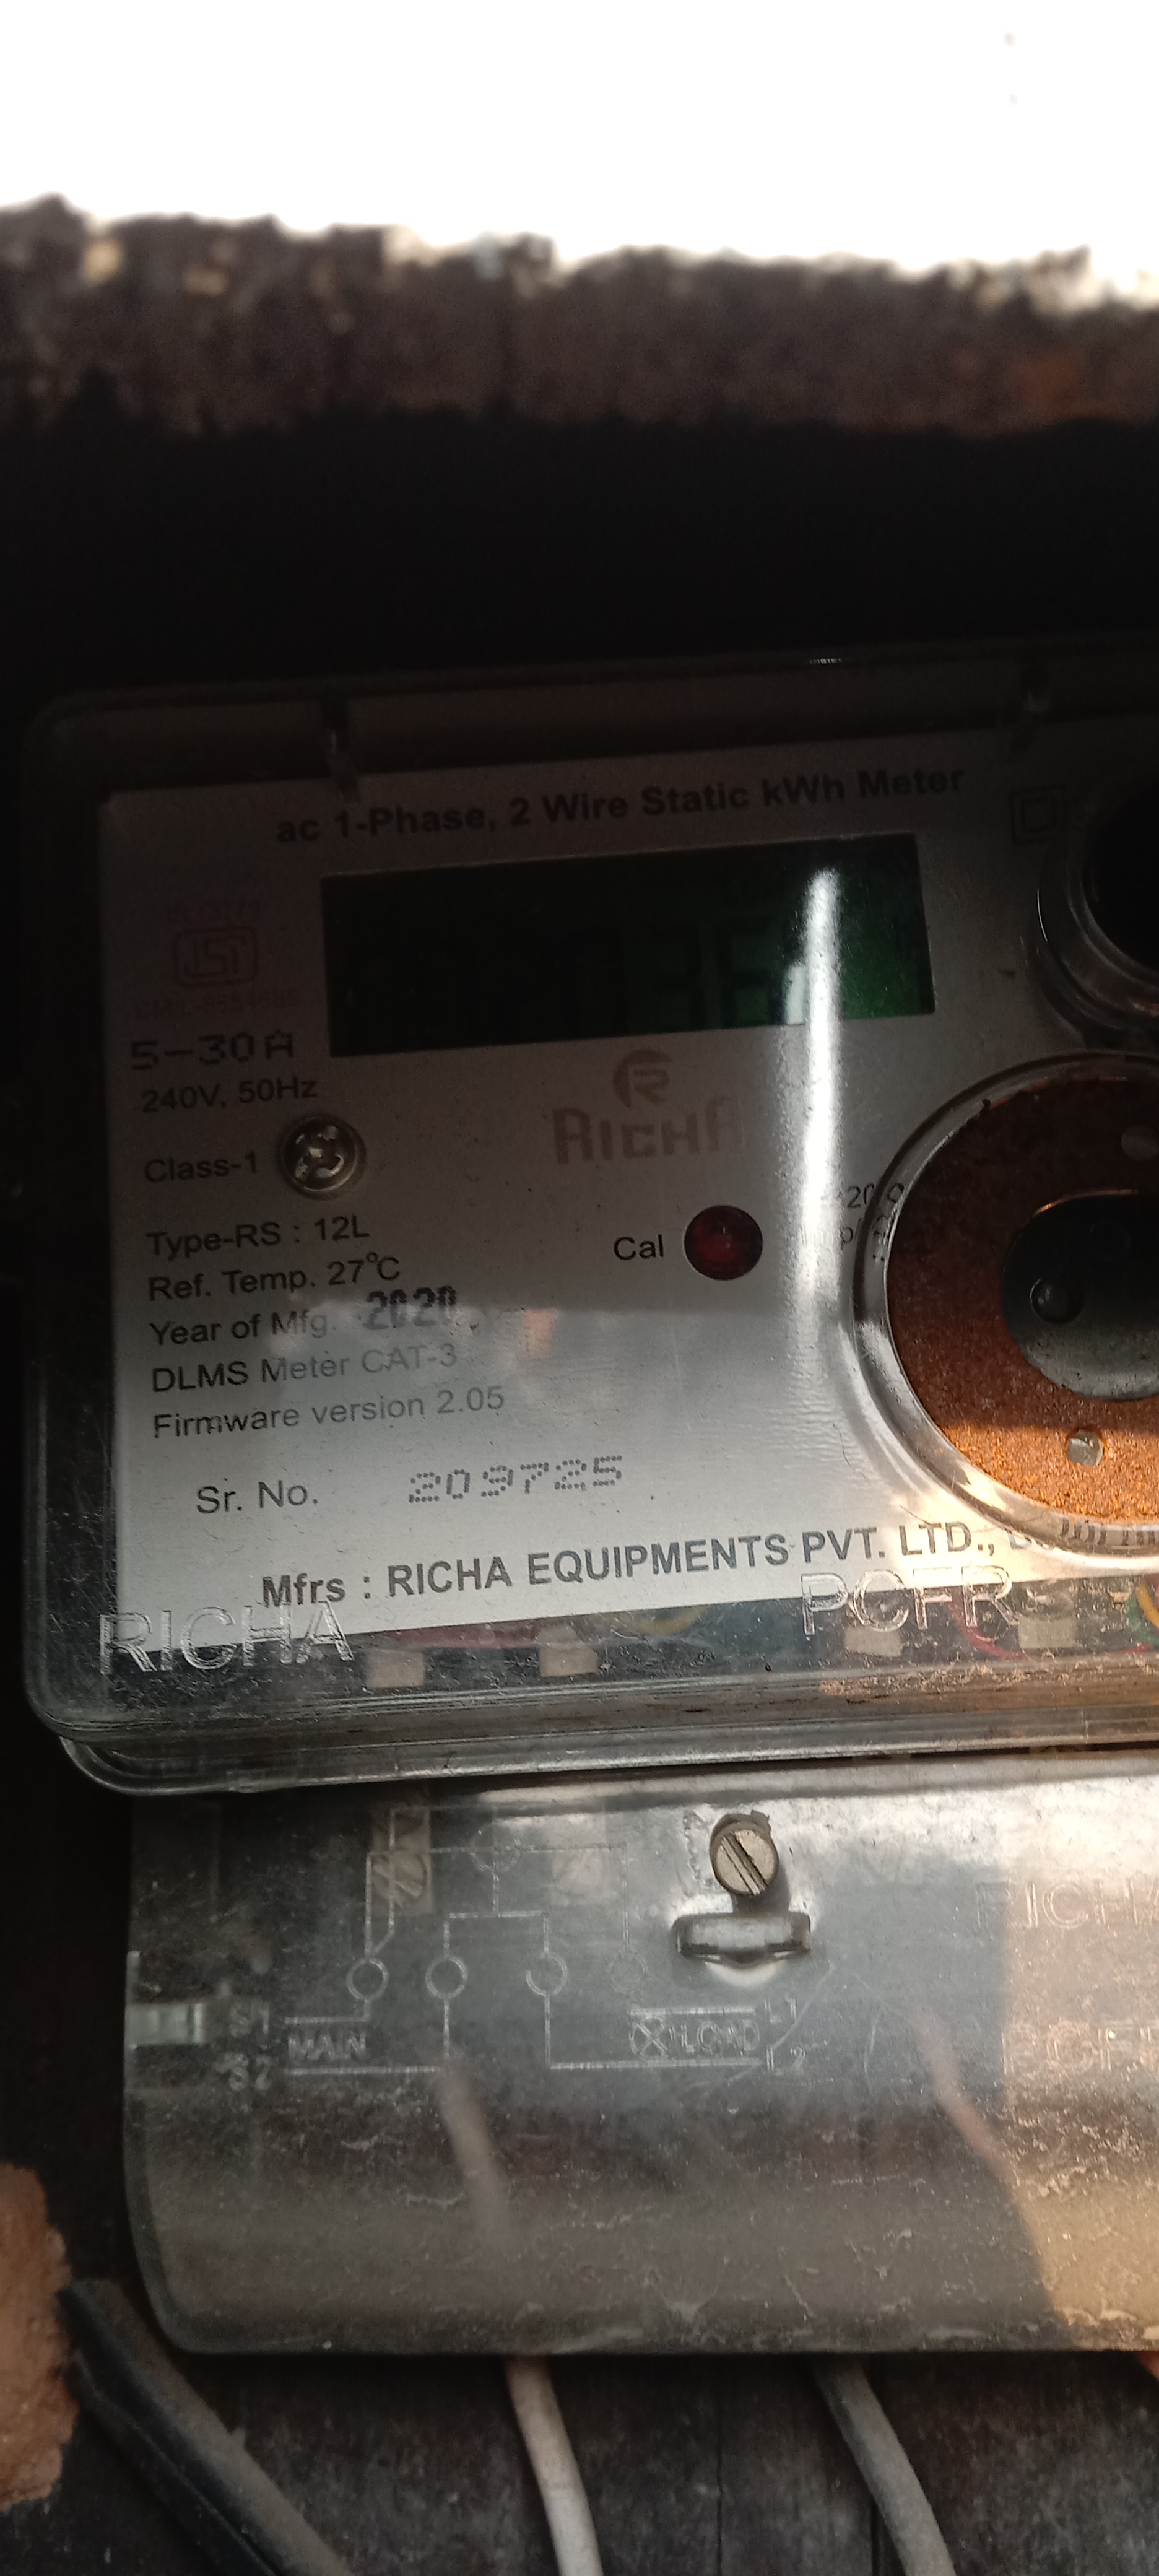 ac 1-Phase, 2 Wire Static kWh Meter
ISI
5-30A
240V, 50Hz
RICHA
Class-1
Cal
Type-RS : 12L
Ref. Temp. 27°C
Year of Mfg. 2020
DLMS Meter CAT-3
Firmware version 2.05
Sr. No. 209725
Mfrs : RICHA EQUIPMENTS PVT. LTD.,
RICHA PCFR
RICHA
S1 MAIN LOAD L1
S2 L2